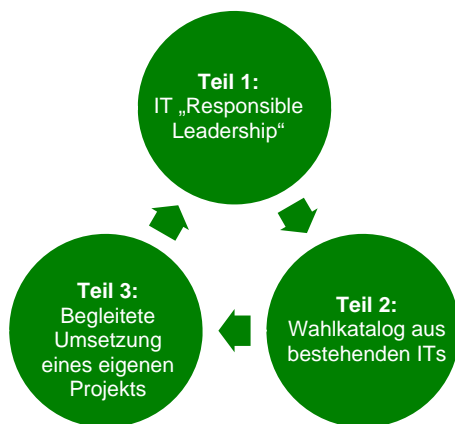 Teil 1:
IT „Responsible
Leadership“
Teil 2:
Wahlkatalog aus
bestehenden ITs
Teil 3:
Begleitete
Umsetzung
eines eigenen
Projekts